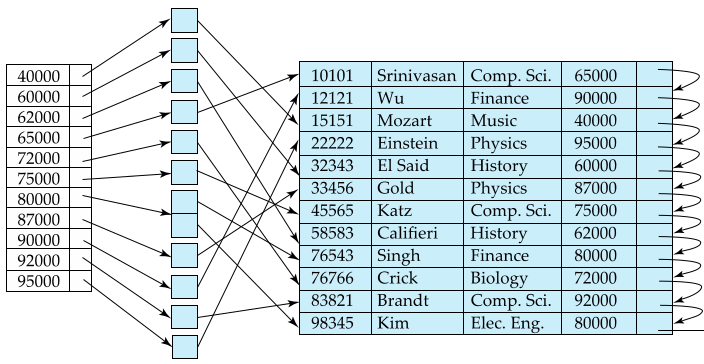 40000
60000
62000
65000
72000
75000
80000
87000
90000
92000
95000
10101 Srinivasan Comp. Sci. 65000
12121 Wu Finance 90000
15151 Mozart Music 40000
22222 Einstein Physics 95000
32343 El Said History 60000
33456 Gold Physics 87000
45565 Katz Comp. Sci. 75000
58583 Califieri History 62000
76543 Singh Finance 80000
76766 Crick Biology 72000
83821 Brandt Comp. Sci. 92000
98345 Kim Elec. Eng. 80000